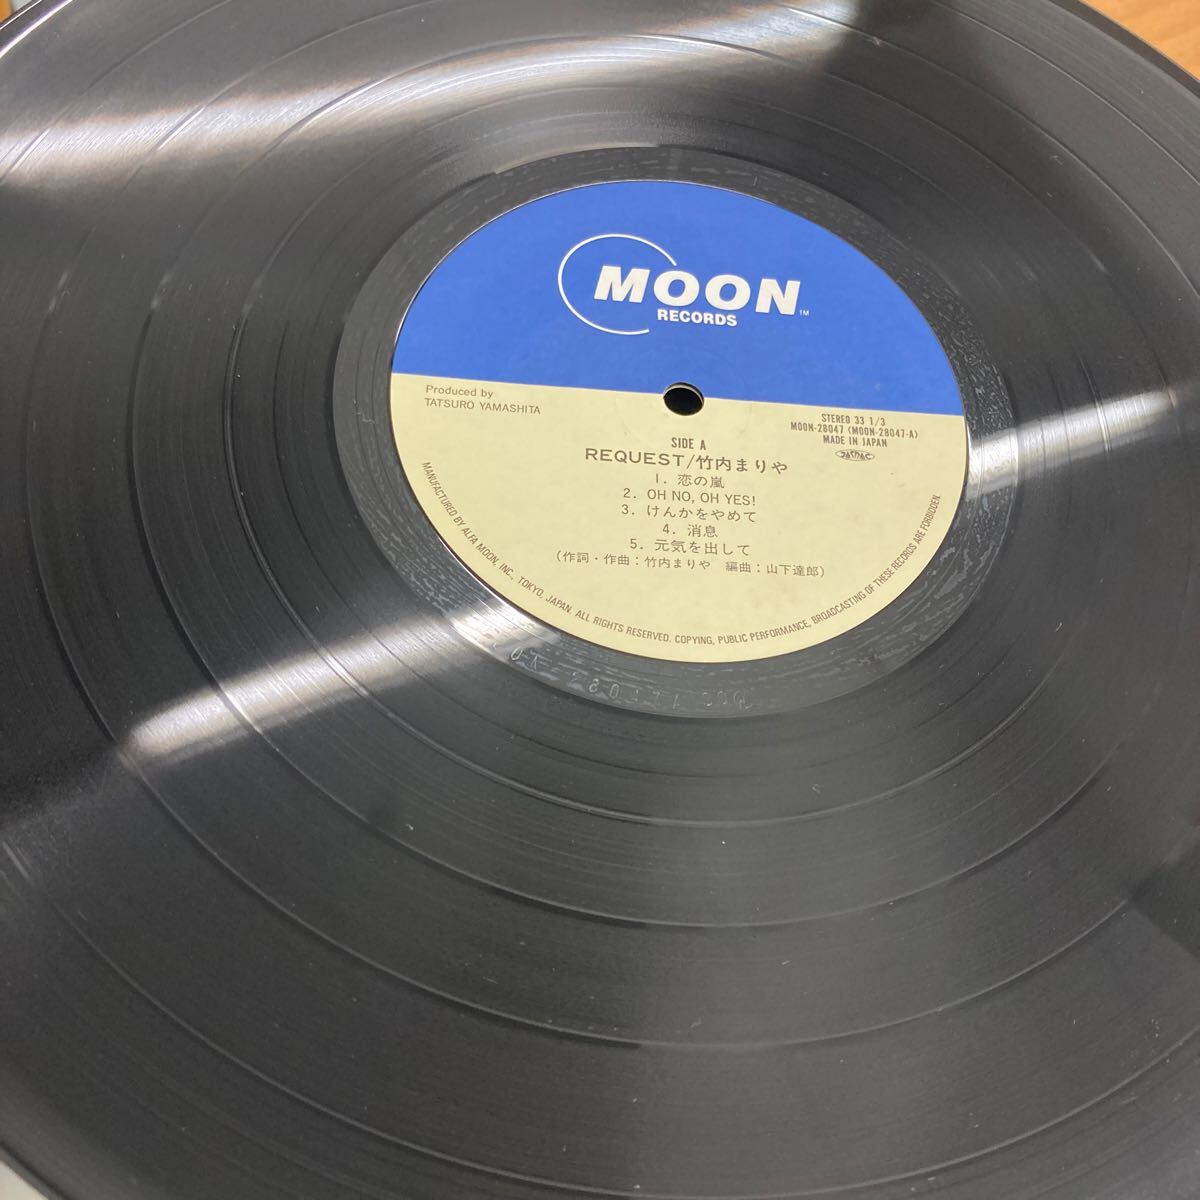 MOON™
RECORDS
Produced by
TATSURO YAMASHITA
STEREO 33 1/3
MOON-28047 (MOON-28047-A)
MADE IN JAPAN
SIDE A
REQUEST/竹内まりや
1. 恋の嵐
2. OH NO, OH YES!
3. けんかをやめて
4. 消息
5. 元気を出して
(作詞・作曲:竹内まりや 編曲:山下達郎)
MANUFACTURED BY ALFA MOON, INC., TOKYO, JAPAN. ALL RIGHTS RESERVED. COPYING, PUBLIC PERFORMANCE, BROADCASTING OF THESE RECORDS ARE FORBIDDEN.